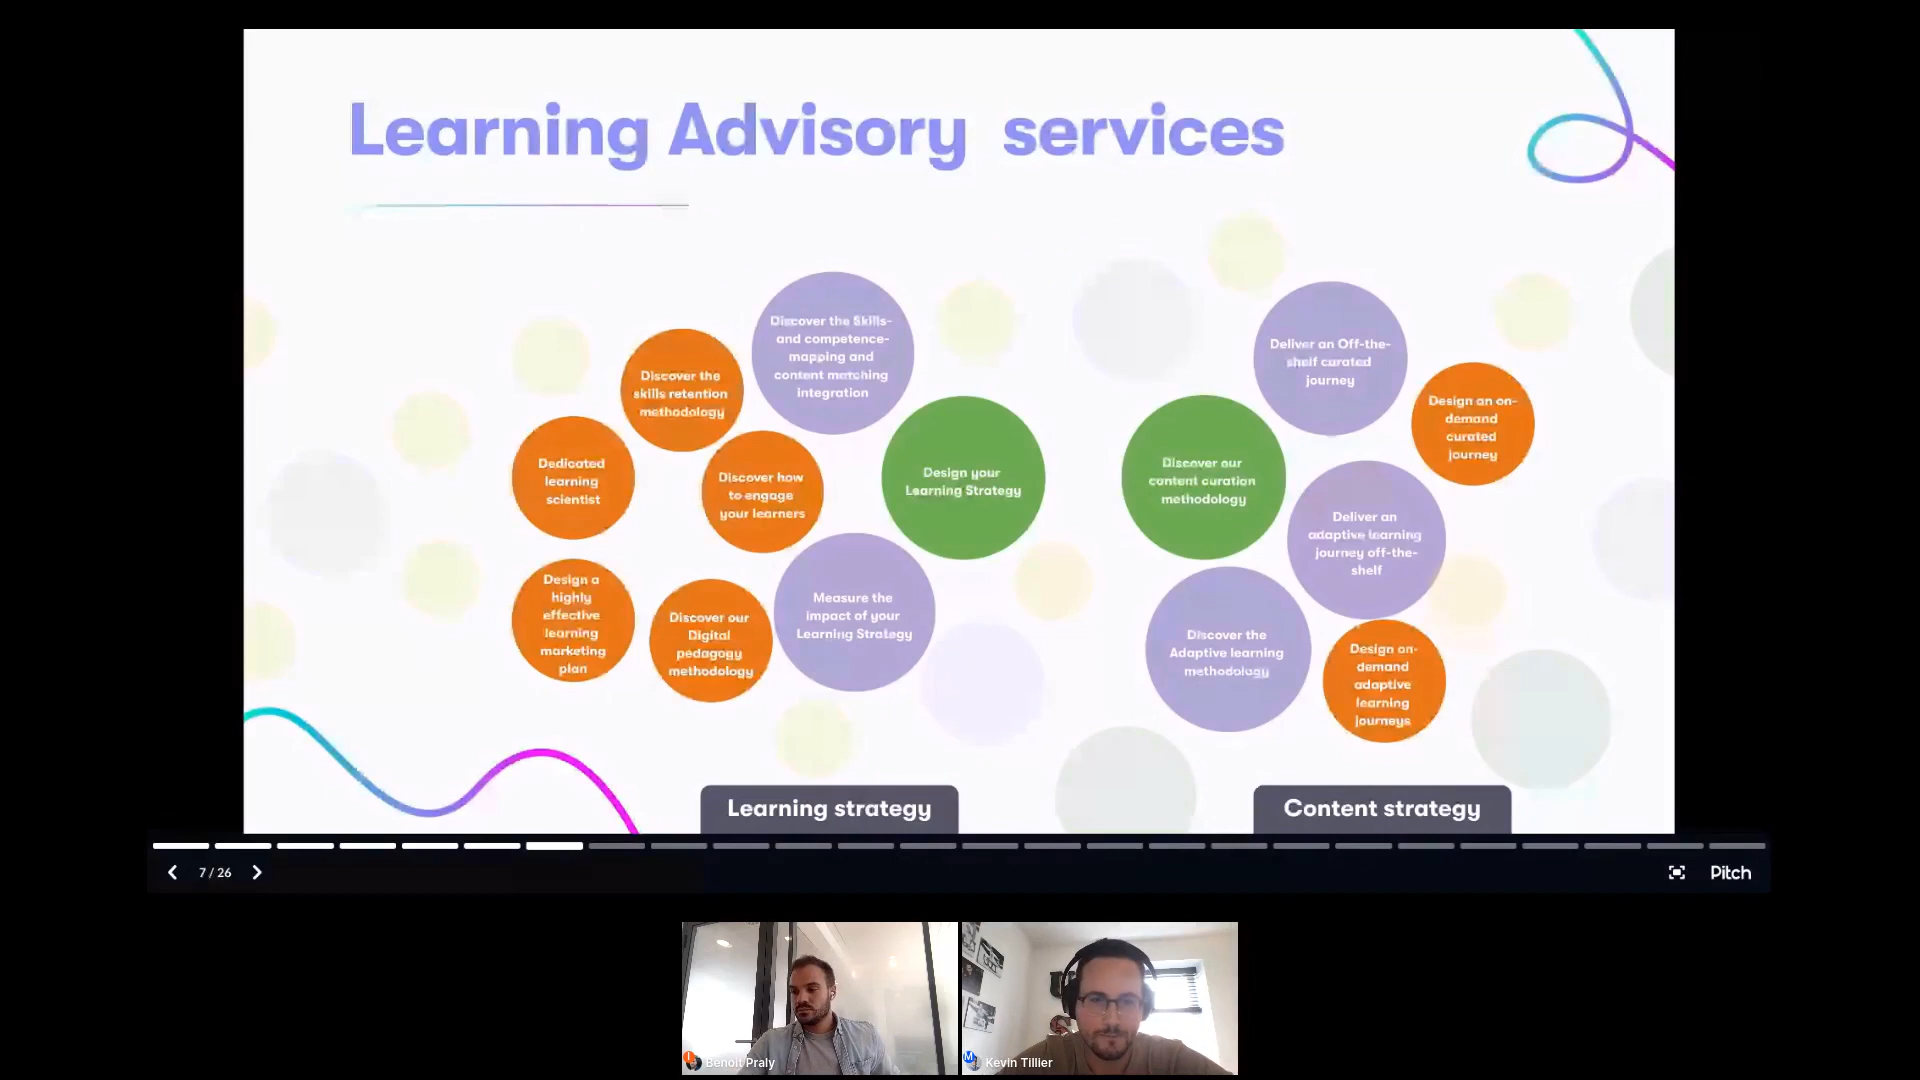 Learning Advisory services
Discover the Skills-
and competence-
mapping and
content matching
integration
Discover the
skills retention
methodology
Dedicated
learning
scientist
Discover how
to engage
your learners
Design your
Learning Strategy
Design a
highly
effective
learning
marketing
plan
Discover our
Digital
pedagogy
methodology
Measure the
impact of your
Learning Strategy
Deliver an Off-the-
shelf curated
journey
Design an on-
demand
curated
journey
Discover our
content curation
methodology
Deliver an
adaptive learning
journey off-the-
shelf
Discover the
Adaptive learning
methodology
Design on-
demand
adaptive
learning
journeys
Learning strategy
Content strategy
7 / 26
Pitch
Benoit Praly
Kevin Tillier